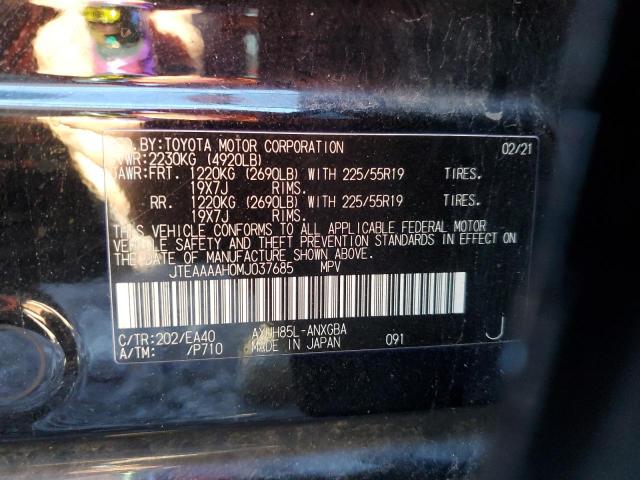 BY:TOYOTA MOTOR CORPORATION 02/21
GVWR:2230KG (4920LB)
GAWR:FRT. 1220KG (2690LB) WITH 225/55R19 TIRES.
19X7J RIMS.
RR. 1220KG (2690LB) WITH 225/55R19 TIRES.
19X7J RIMS.
THIS VEHICLE CONFORMS TO ALL APPLICABLE FEDERAL MOTOR
VEHICLE SAFETY AND THEFT PREVENTION STANDARDS IN EFFECT ON
THE DATE OF MANUFACTURE SHOWN ABOVE.
JTEAAAAH0MJ037685 MPV
C/TR:202/EA40 AXUH85L-ANXGBA
A/TM: /P710 MADE IN JAPAN 091 J